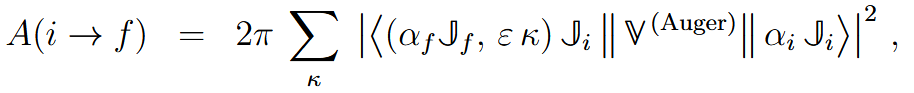 A(i → f) = 2π ∑_κ |⟨(α_f 𝕁_f, ε κ) 𝕁_i ‖ 𝕍^(Auger) ‖ α_i 𝕁_i⟩|^2 ,